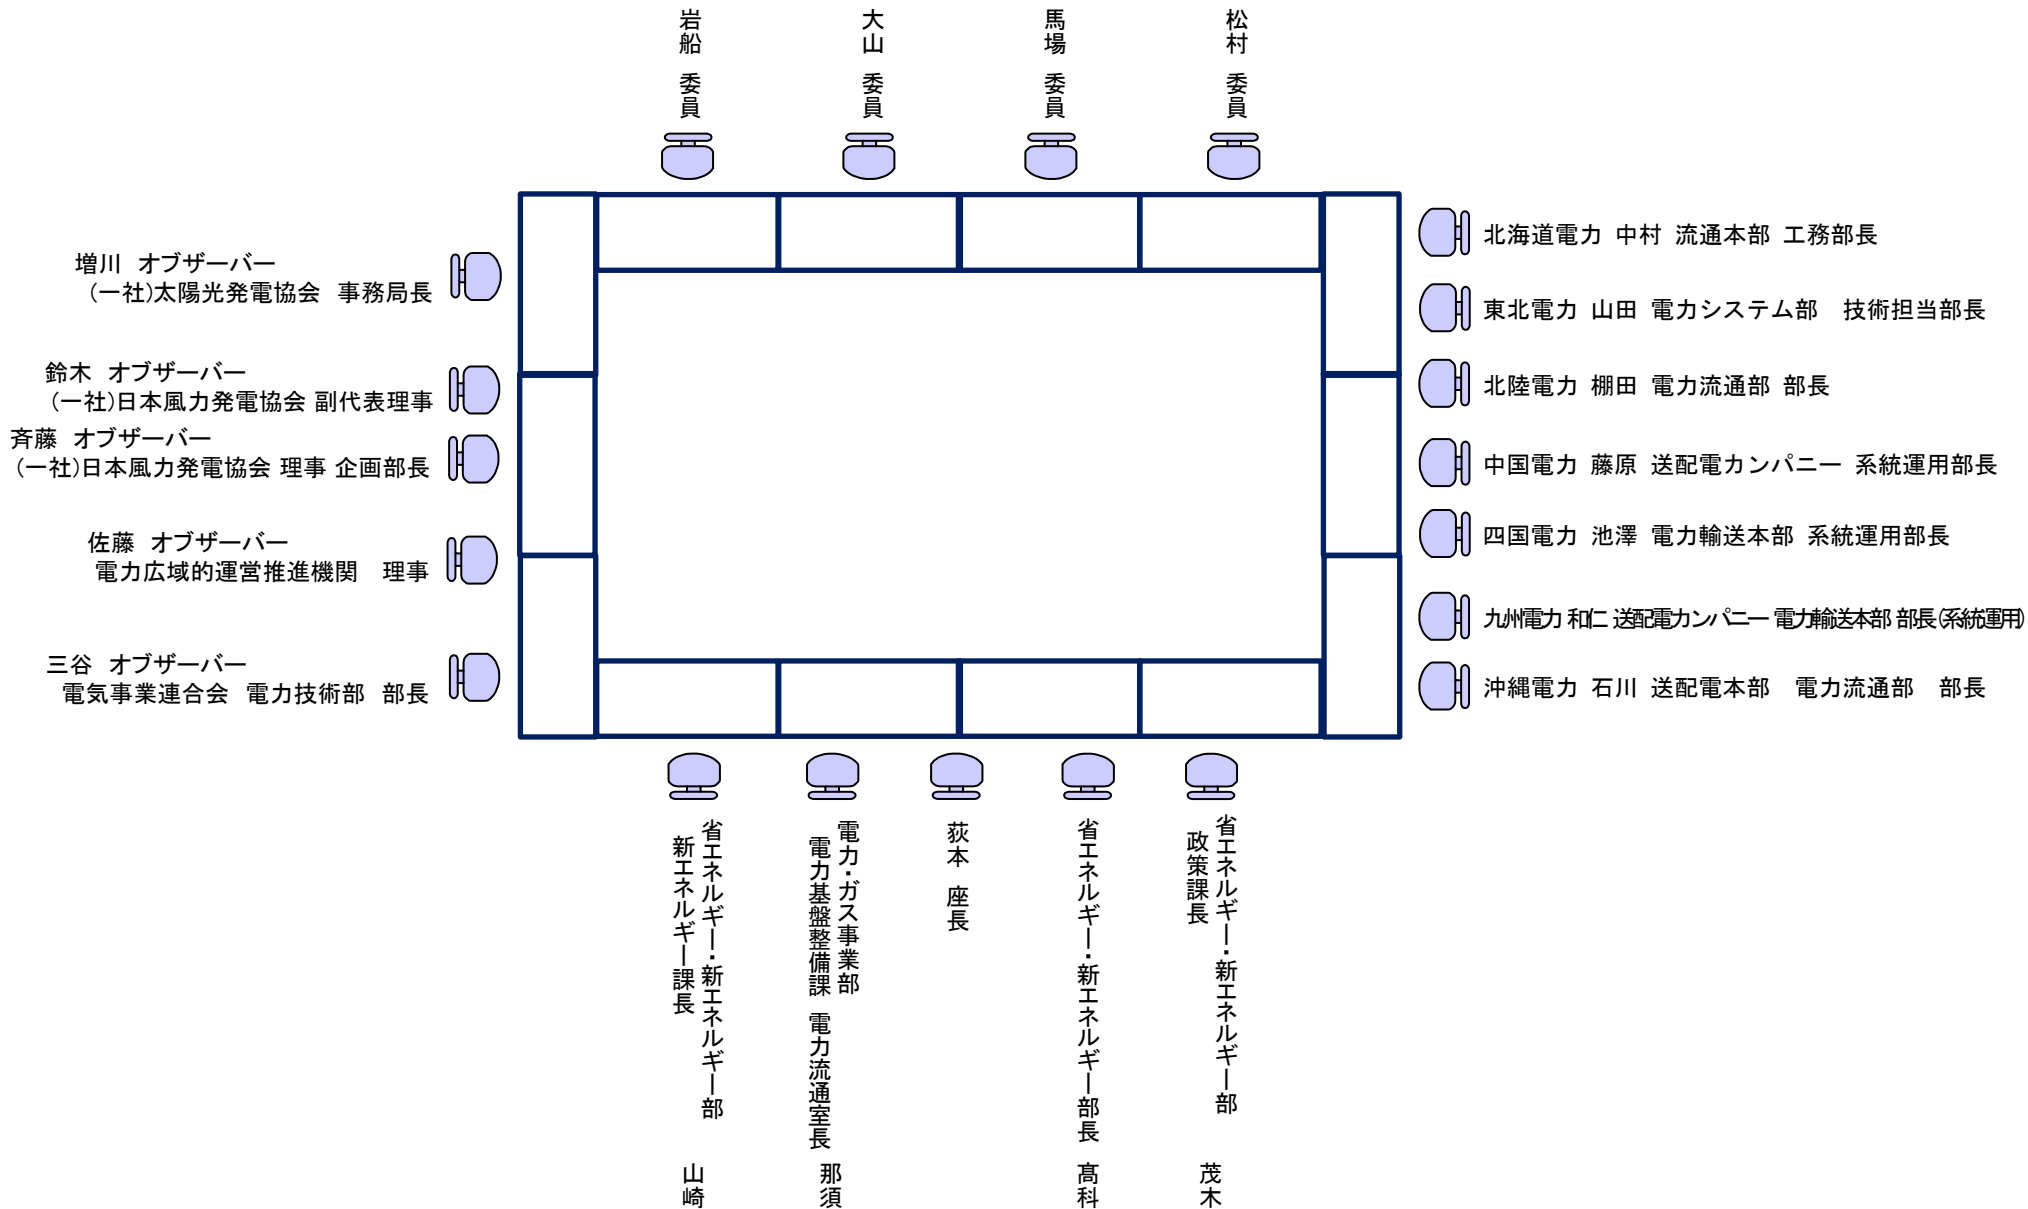 岩船 委員
大山 委員
馬場 委員
松村 委員
増川 オブザーバー
(一社)太陽光発電協会 事務局長
鈴木 オブザーバー
(一社)日本風力発電協会 副代表理事
斉藤 オブザーバー
(一社)日本風力発電協会 理事 企画部長
佐藤 オブザーバー
電力広域的運営推進機関 理事
三谷 オブザーバー
電気事業連合会 電力技術部 部長
北海道電力 中村 流通本部 工務部長
東北電力 山田 電力システム部 技術担当部長
北陸電力 棚田 電力流通部 部長
中国電力 藤原 送配電カンパニー 系統運用部長
四国電力 池澤 電力輸送本部 系統運用部長
九州電力 和仁 送配電カンパニー 電力輸送本部 部長(系統運用)
沖縄電力 石川 送配電本部 電力流通部 部長
省エネルギー・新エネルギー部
新エネルギー課長
山崎
電力・ガス事業部
電力基盤整備課 電力流通室長
那須
荻本 座長
省エネルギー・新エネルギー部長
髙科
省エネルギー・新エネルギー部
政策課長
茂木